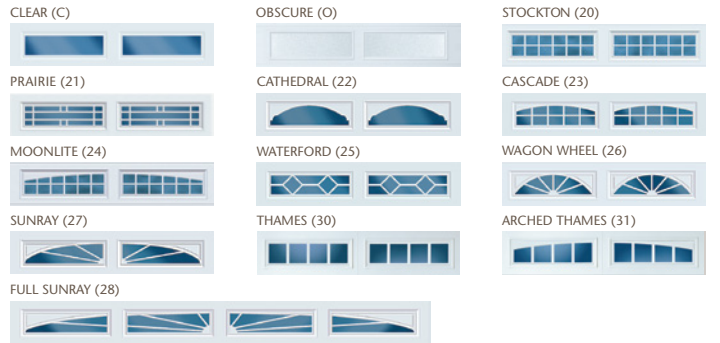 CLEAR (C)
OBSCURE (O)
STOCKTON (20)
PRAIRIE (21)
CATHEDRAL (22)
CASCADE (23)
MOONLITE (24)
WATERFORD (25)
WAGON WHEEL (26)
SUNRAY (27)
THAMES (30)
ARCHED THAMES (31)
FULL SUNRAY (28)